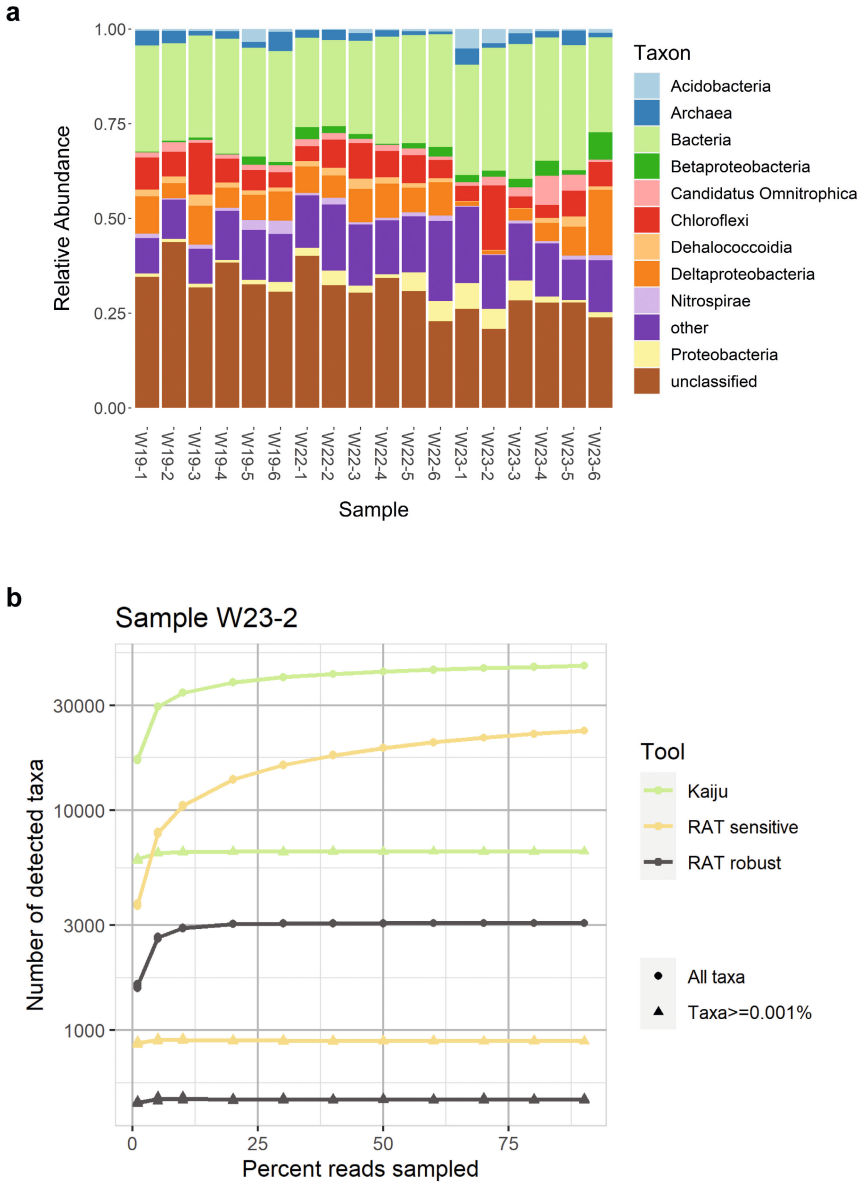 a
1.00
0.75
0.50
0.25
0.00
Relative Abundance
W19-1
W19-2
W19-3
W19-4
W19-5
W19-6
W22-1
W22-2
W22-3
W22-4
W22-5
W22-6
W23-1
W23-2
W23-3
W23-4
W23-5
W23-6
Sample
Taxon
Acidobacteria
Archaea
Bacteria
Betaproteobacteria
Candidatus Omnitrophica
Chloroflexi
Dehalococcoidia
Deltaproteobacteria
Nitrospirae
other
Proteobacteria
unclassified
b
Sample W23-2
30000
10000
3000
1000
Number of detected taxa
0
25
50
75
Percent reads sampled
Tool
Kaiju
RAT sensitive
RAT robust
All taxa
Taxa>=0.001%